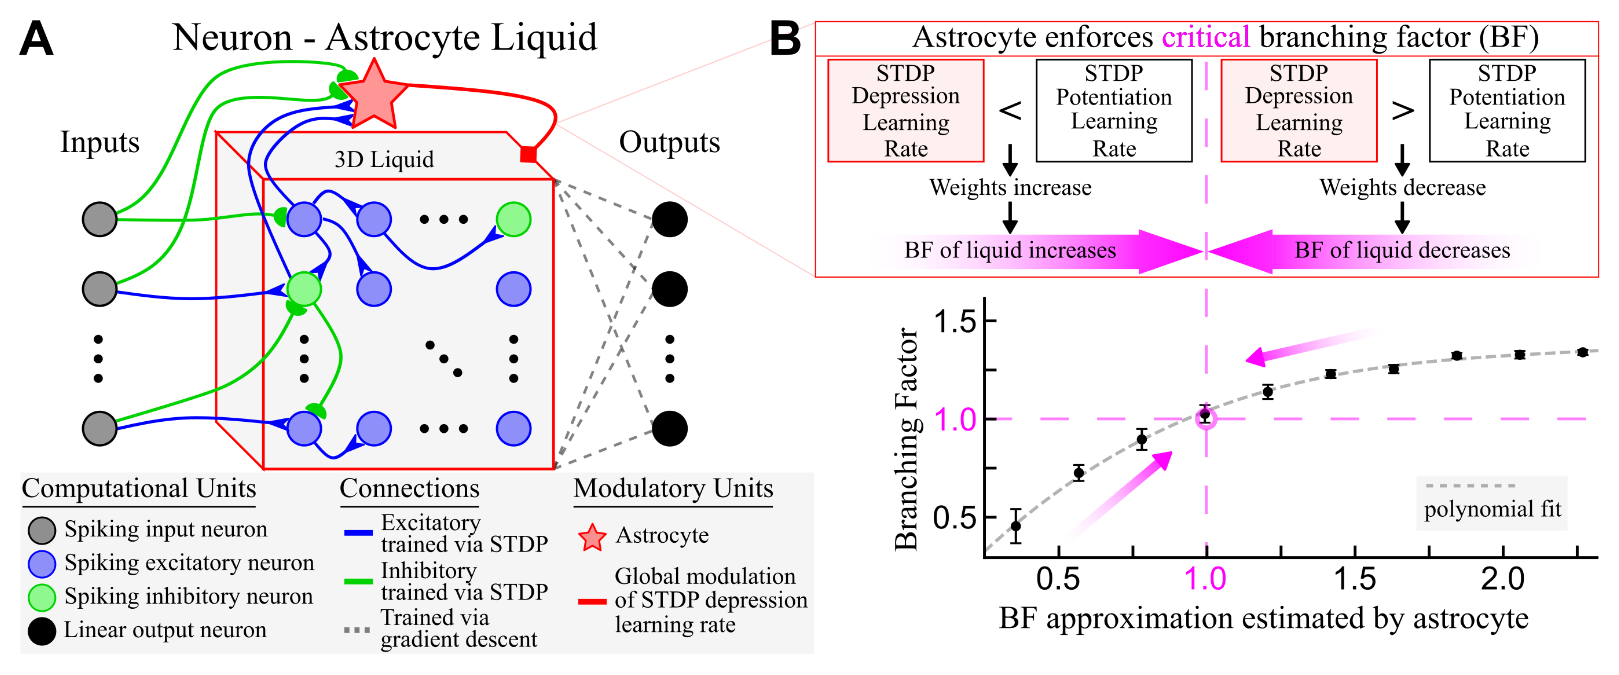 A
Neuron - Astrocyte Liquid
Inputs
3D Liquid
Outputs
Computational Units
Spiking input neuron
Spiking excitatory neuron
Spiking inhibitory neuron
Linear output neuron
Connections
Excitatory
trained via STDP
Inhibitory
trained via STDP
Trained via
gradient descent
Modulatory Units
Astrocyte
Global modulation
of STDP depression
learning rate
B
Astrocyte enforces critical branching factor (BF)
STDP
Depression
Learning
Rate
<
STDP
Potentiation
Learning
Rate
STDP
Depression
Learning
Rate
>
STDP
Potentiation
Learning
Rate
Weights increase
Weights decrease
BF of liquid increases
BF of liquid decreases
Branching Factor
1.5
1.0
0.5
polynomial fit
0.5
1.0
1.5
2.0
BF approximation estimated by astrocyte